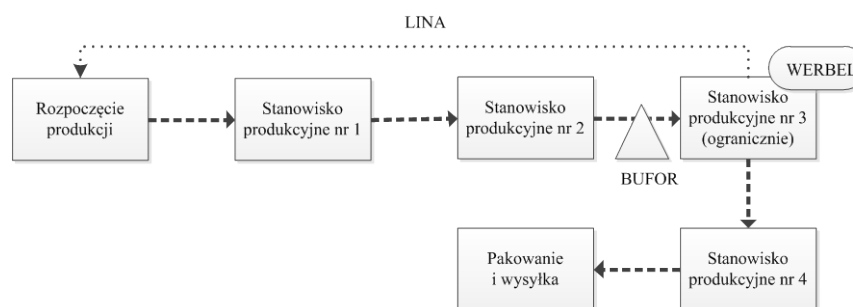 LINA
WERBEL
Rozpoczęcie
produkcji
Stanowisko
produkcyjne nr 1
Stanowisko
produkcyjne nr 2
Stanowisko
produkcyjne nr 3
(ogranicznie)
BUFOR
Pakowanie
i wysyłka
Stanowisko
produkcyjne nr 4